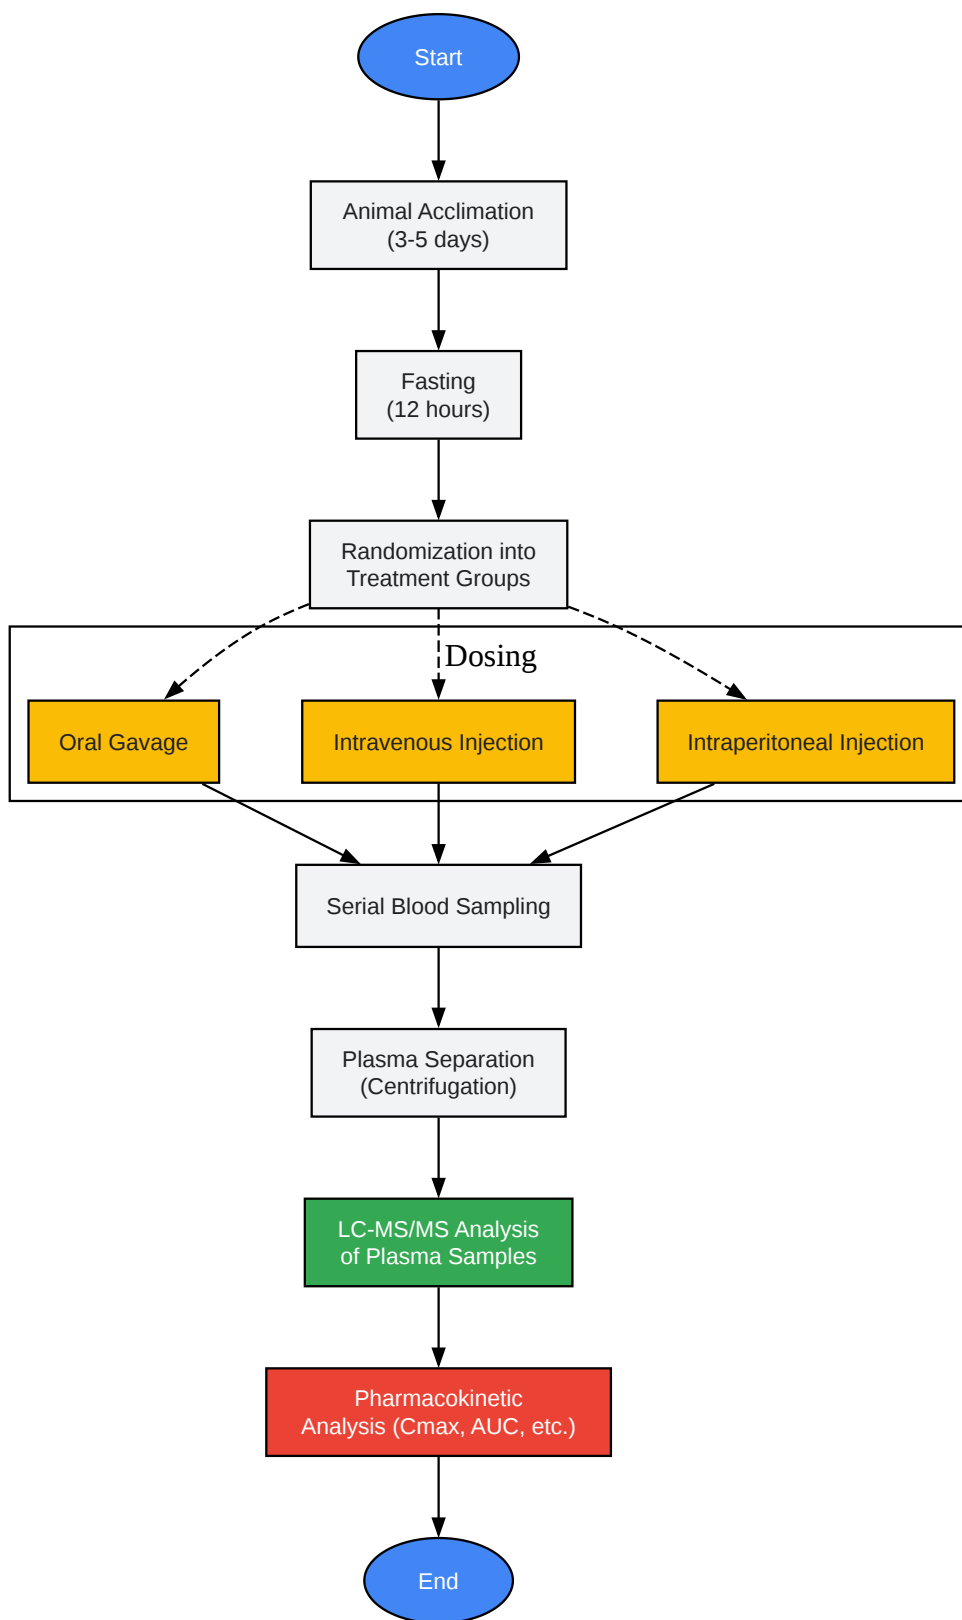 Start
Animal Acclimation
(3-5 days)
Fasting
(12 hours)
Randomization into
Treatment Groups
Dosing
Oral Gavage
Intravenous Injection
Intraperitoneal Injection
Serial Blood Sampling
Plasma Separation
(Centrifugation)
LC-MS/MS Analysis
of Plasma Samples
Pharmacokinetic
Analysis (Cmax, AUC, etc.)
End